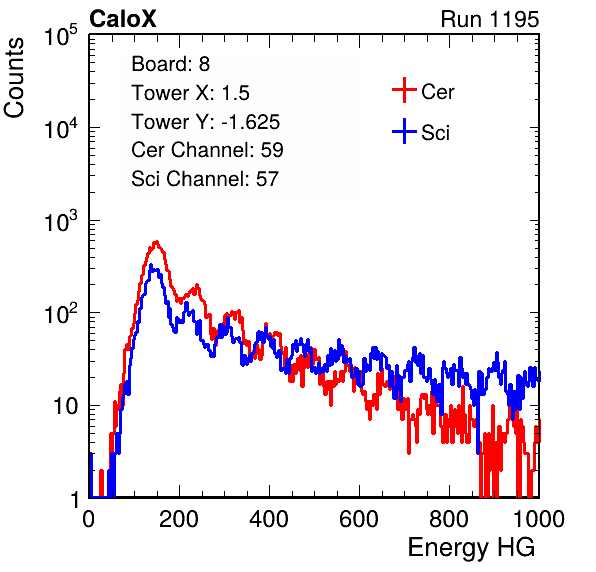 CaloX Run 1195
Counts
10^5
10^4
10^3
10^2
10
1
Board: 8
Tower X: 1.5
Tower Y: -1.625
Cer Channel: 59
Sci Channel: 57
Cer
Sci
0 200 400 600 800 1000
Energy HG